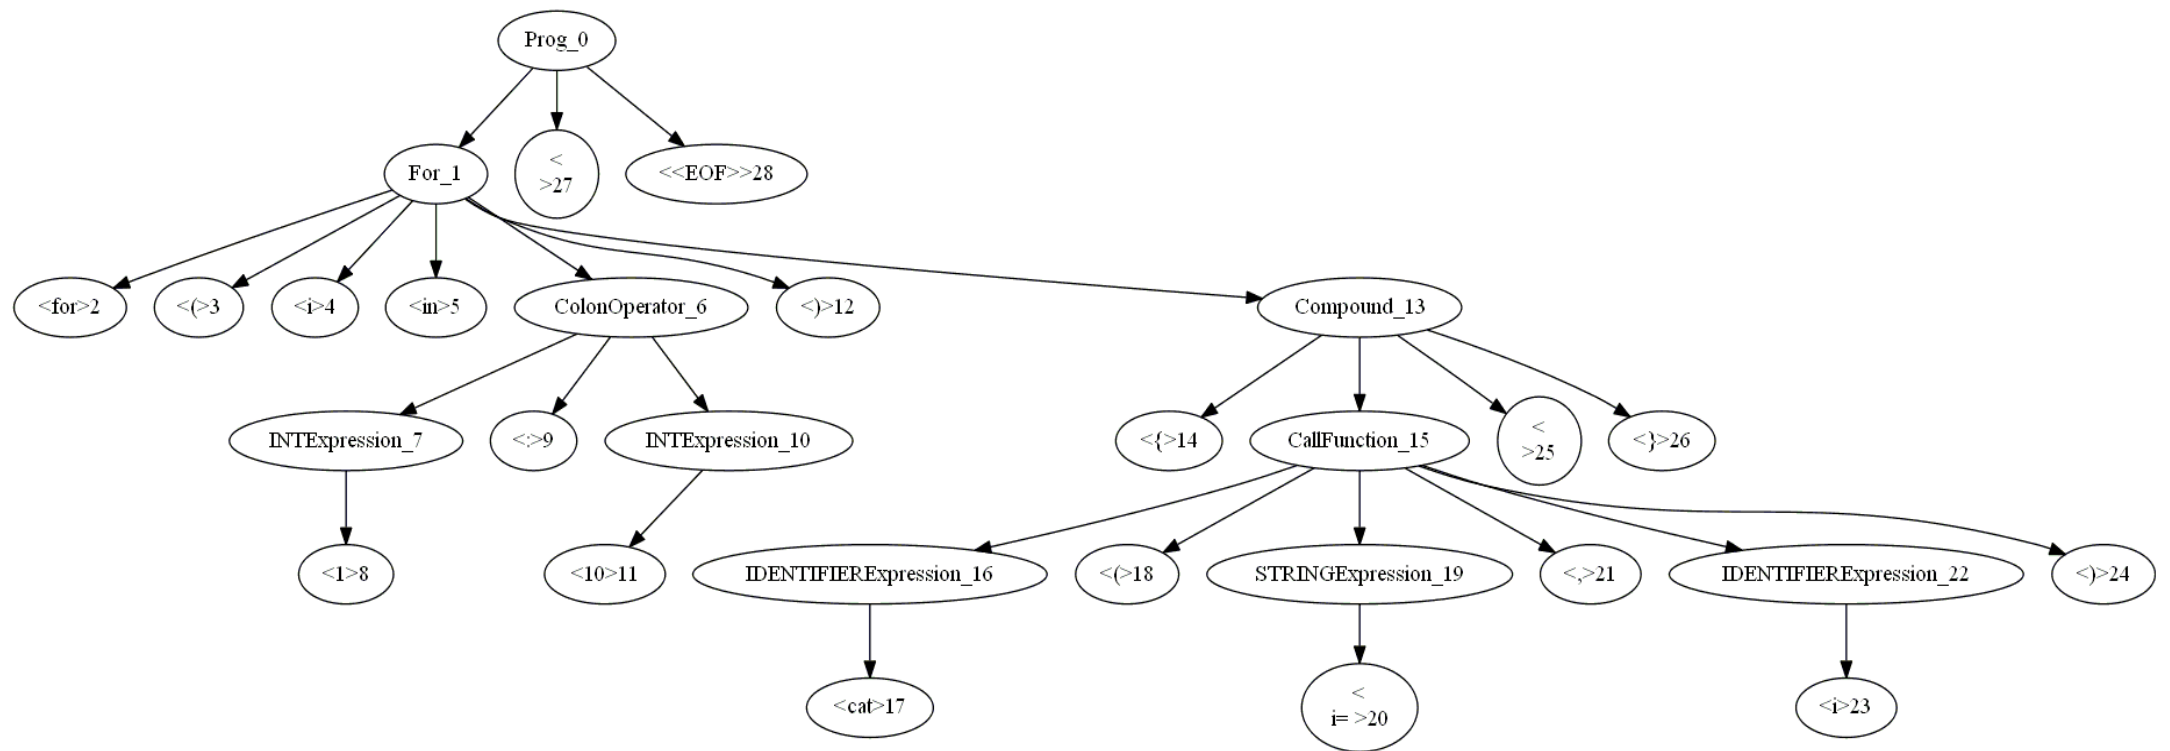 Prog_0
For_1
<
>27
<<EOF>>28
<for>2
<(>3
<i>4
<in>5
ColonOperator_6
<)>12
Compound_13
INTExpression_7
<:>9
INTExpression_10
<{>14
CallFunction_15
<
>25
<}>26
<1>8
<10>11
IDENTIFIERExpression_16
<(>18
STRINGExpression_19
<,>21
IDENTIFIERExpression_22
<)>24
<cat>17
<
i= >20
<i>23